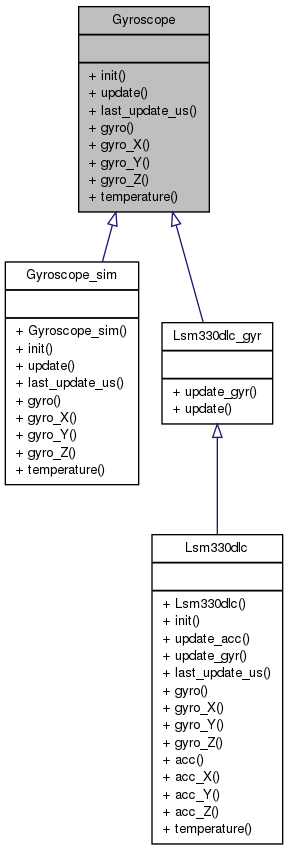 Gyroscope
+ init()
+ update()
+ last_update_us()
+ gyro()
+ gyro_X()
+ gyro_Y()
+ gyro_Z()
+ temperature()
Gyroscope_sim
+ Gyroscope_sim()
+ init()
+ update()
+ last_update_us()
+ gyro()
+ gyro_X()
+ gyro_Y()
+ gyro_Z()
+ temperature()
Lsm330dlc_gyr
+ update_gyr()
+ update()
Lsm330dlc
+ Lsm330dlc()
+ init()
+ update_acc()
+ update_gyr()
+ last_update_us()
+ gyro()
+ gyro_X()
+ gyro_Y()
+ gyro_Z()
+ acc()
+ acc_X()
+ acc_Y()
+ acc_Z()
+ temperature()